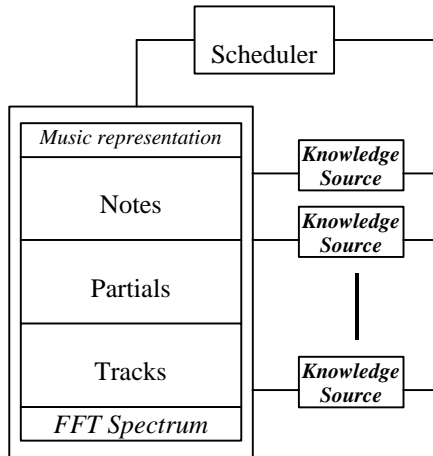 Scheduler
Music representation
Notes
Partials
Tracks
FFT Spectrum
Knowledge
Source
Knowledge
Source
Knowledge
Source